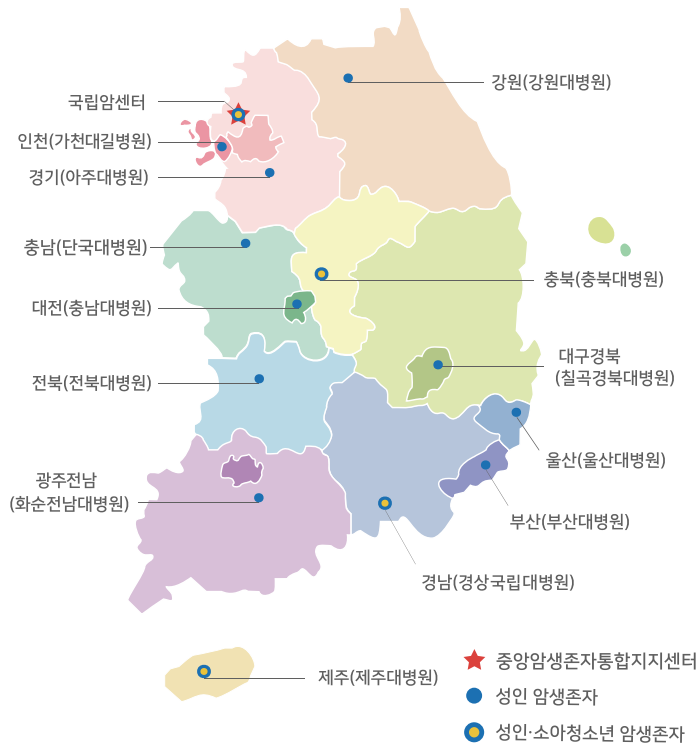 강원(강원대병원)
국립암센터
인천(가천대길병원)
경기(아주대병원)
충남(단국대병원)
충북(충북대병원)
대전(충남대병원)
대구경북
(칠곡경북대병원)
전북(전북대병원)
울산(울산대병원)
광주전남
(화순전남대병원)
부산(부산대병원)
경남(경상국립대병원)
제주(제주대병원)
중앙암생존자통합지지센터
성인 암생존자
성인·소아청소년 암생존자